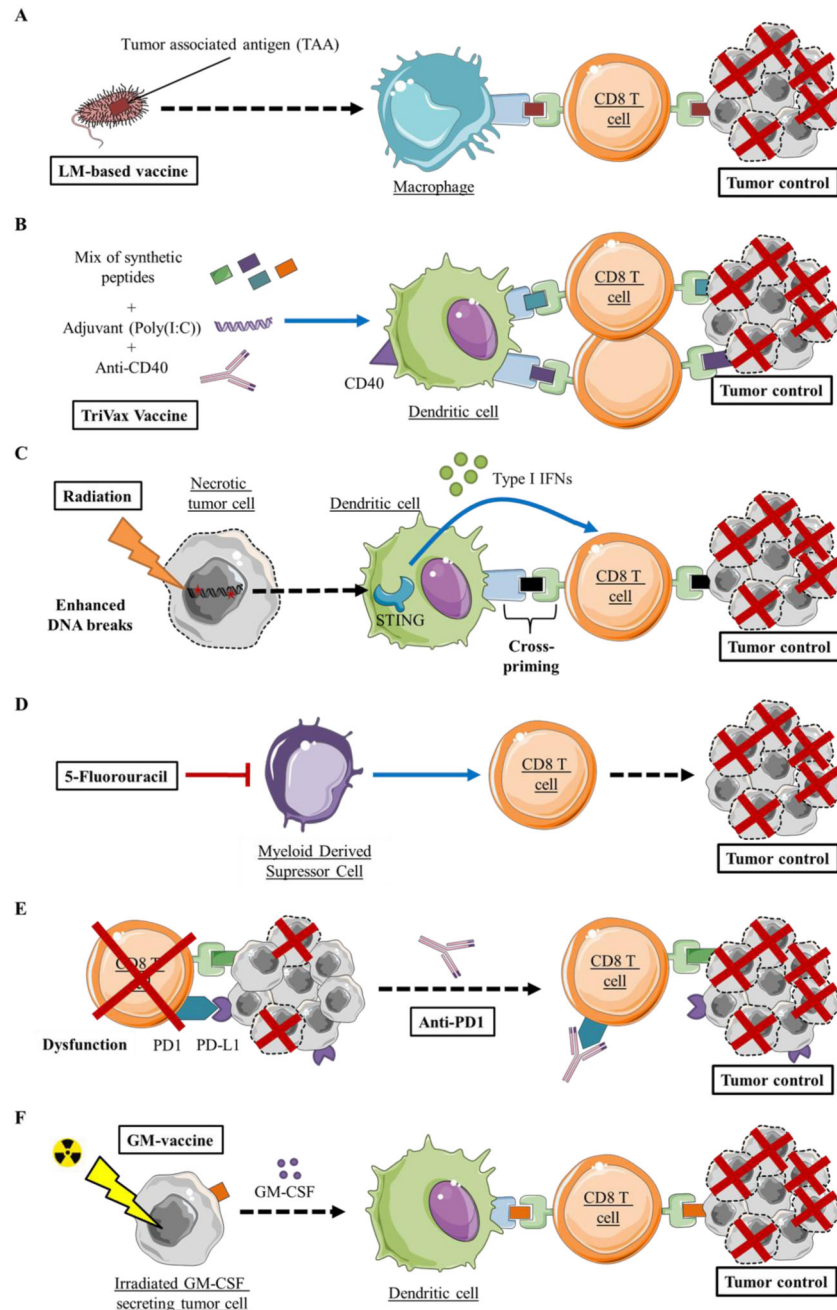 A
Tumor associated antigen (TAA)
LM-based vaccine
Macrophage
CD8 T
cell
Tumor control
B
Mix of synthetic
peptides
+
Adjuvant (Poly(I:C))
+
Anti-CD40
TriVax Vaccine
CD40
Dendritic cell
CD8 T
cell
Tumor control
C
Radiation
Enhanced
DNA breaks
Necrotic
tumor cell
Dendritic cell
STING
Type I IFNs
Cross-
priming
CD8 T
cell
Tumor control
D
5-Fluorouracil
Myeloid Derived
Supressor Cell
CD8 T
cell
Tumor control
E
CD8 T
cell
Dysfunction
PD1
PD-L1
Anti-PD1
CD8 T
cell
Tumor control
F
GM-vaccine
Irradiated GM-CSF
secreting tumor cell
GM-CSF
Dendritic cell
CD8 T
cell
Tumor control